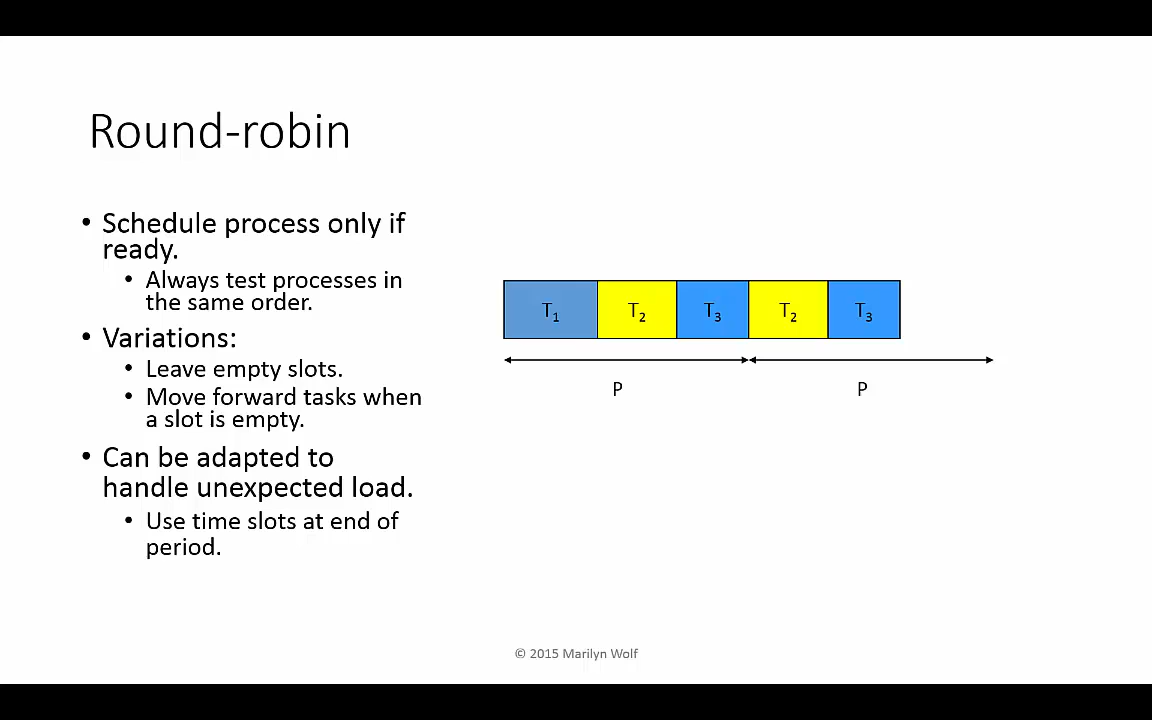 Round-robin
• Schedule process only if
ready.
• Always test processes in
the same order.
• Variations:
• Leave empty slots.
• Move forward tasks when
a slot is empty.
• Can be adapted to
handle unexpected load.
• Use time slots at end of
period.
T₁ T₂ T₃ T₂ T₃
P P
© 2015 Marilyn Wolf